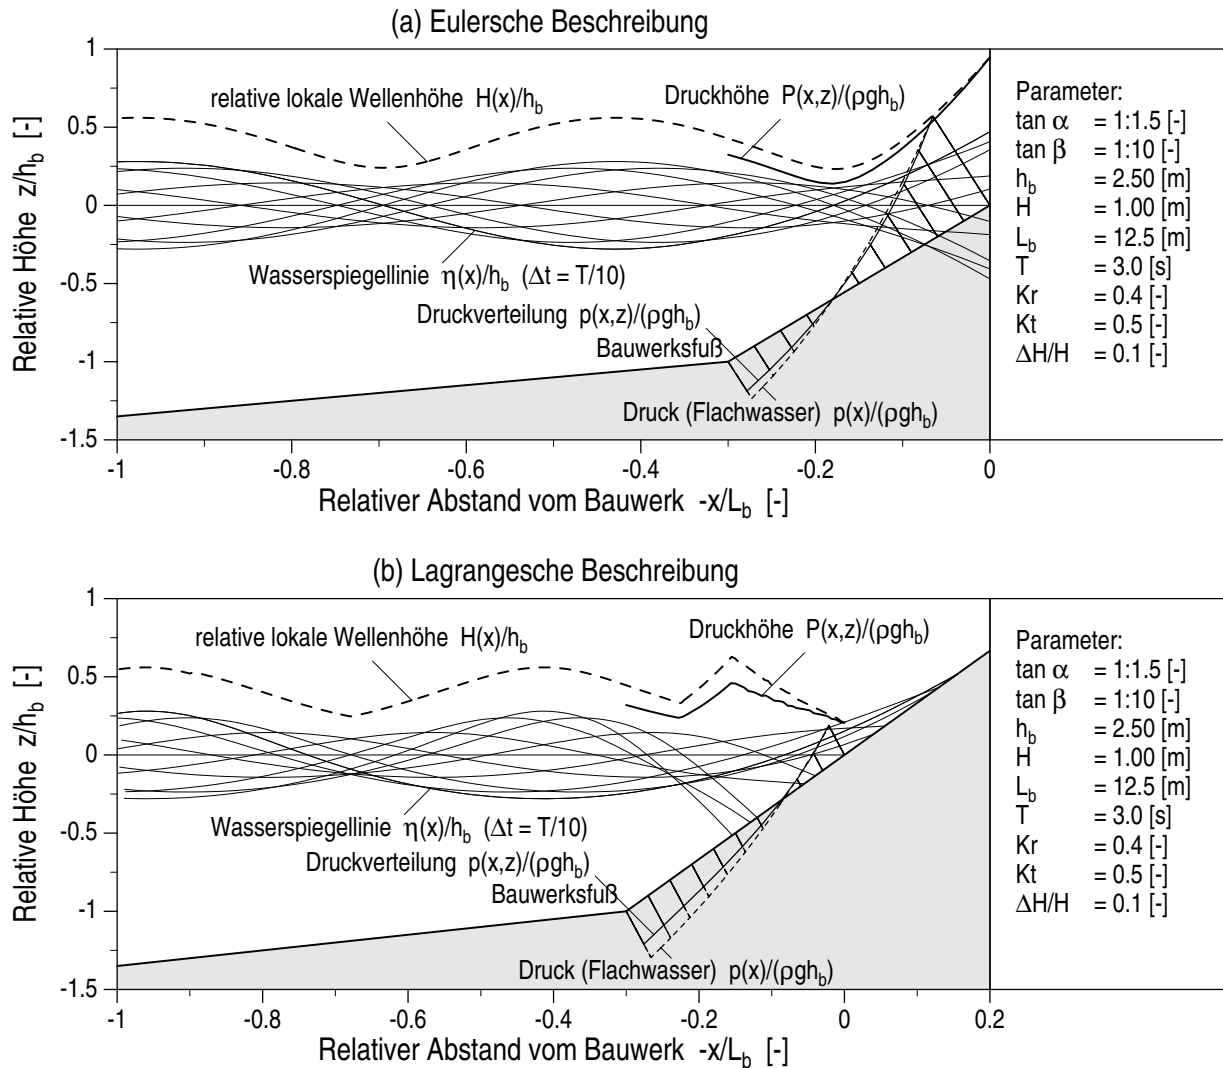 (a) Eulersche Beschreibung
1
0.5
0
-0.5
-1
-1.5
Relative Höhe z/h_b [-]
relative lokale Wellenhöhe H(x)/h_b
Druckhöhe P(x,z)/(ρgh_b)
Wasserspiegellinie η(x)/h_b (Δt = T/10)
Druckverteilung p(x,z)/(ρgh_b)
Bauwerksfuß
Druck (Flachwasser) p(x)/(ρgh_b)
Parameter:
tan α = 1:1.5 [-]
tan β = 1:10 [-]
h_b = 2.50 [m]
H = 1.00 [m]
L_b = 12.5 [m]
T = 3.0 [s]
Kr = 0.4 [-]
Kt = 0.5 [-]
ΔH/H = 0.1 [-]
-1 -0.8 -0.6 -0.4 -0.2 0
Relativer Abstand vom Bauwerk -x/L_b [-]
(b) Lagrangesche Beschreibung
1
0.5
0
-0.5
-1
-1.5
Relative Höhe z/h_b [-]
relative lokale Wellenhöhe H(x)/h_b
Druckhöhe P(x,z)/(ρgh_b)
Wasserspiegellinie η(x)/h_b (Δt = T/10)
Druckverteilung p(x,z)/(ρgh_b)
Bauwerksfuß
Druck (Flachwasser) p(x)/(ρgh_b)
Parameter:
tan α = 1:1.5 [-]
tan β = 1:10 [-]
h_b = 2.50 [m]
H = 1.00 [m]
L_b = 12.5 [m]
T = 3.0 [s]
Kr = 0.4 [-]
Kt = 0.5 [-]
ΔH/H = 0.1 [-]
-1 -0.8 -0.6 -0.4 -0.2 0 0.2
Relativer Abstand vom Bauwerk -x/L_b [-]